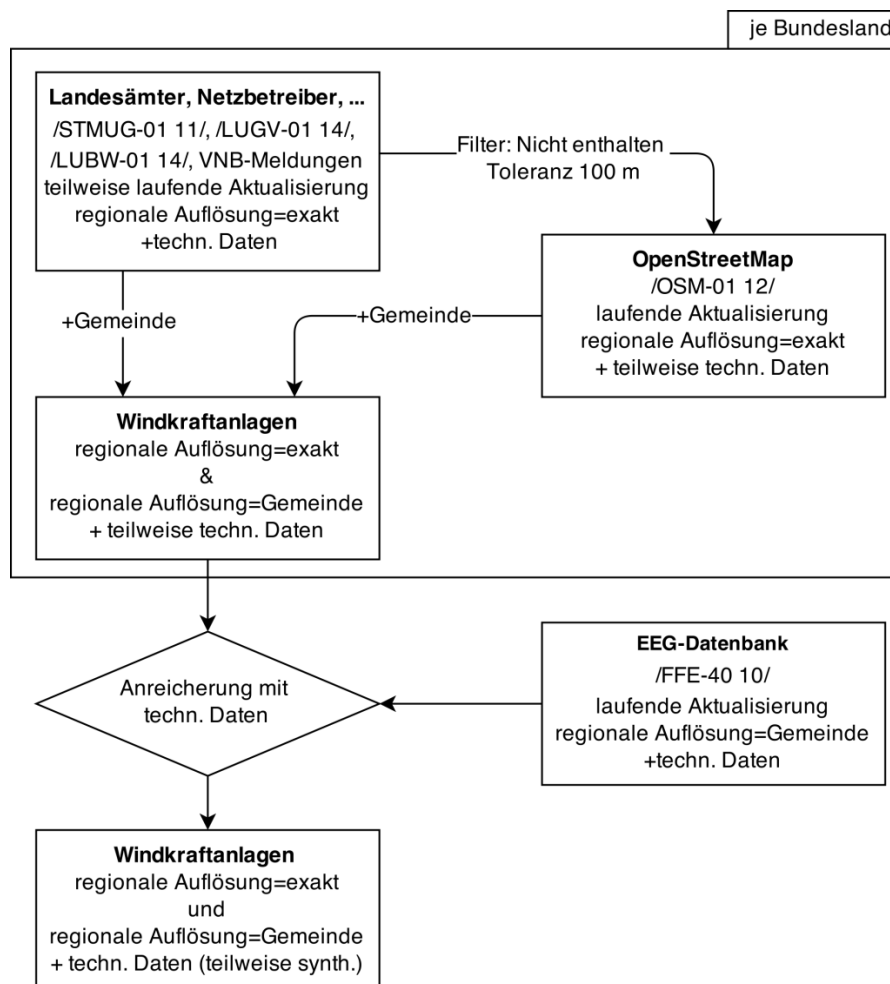 je Bundesland
Landesämter, Netzbetreiber, ...
/STMUG-01 11/, /LUGV-01 14/,
/LUBW-01 14/, VNB-Meldungen
teilweise laufende Aktualisierung
regionale Auflösung=exakt
+techn. Daten
Filter: Nicht enthalten
Toleranz 100 m
OpenStreetMap
/OSM-01 12/
laufende Aktualisierung
regionale Auflösung=exakt
+ teilweise techn. Daten
+Gemeinde
+Gemeinde
Windkraftanlagen
regionale Auflösung=exakt
&
regionale Auflösung=Gemeinde
+ teilweise techn. Daten
Anreicherung mit
techn. Daten
EEG-Datenbank
/FFE-40 10/
laufende Aktualisierung
regionale Auflösung=Gemeinde
+techn. Daten
Windkraftanlagen
regionale Auflösung=exakt
und
regionale Auflösung=Gemeinde
+ techn. Daten (teilweise synth.)